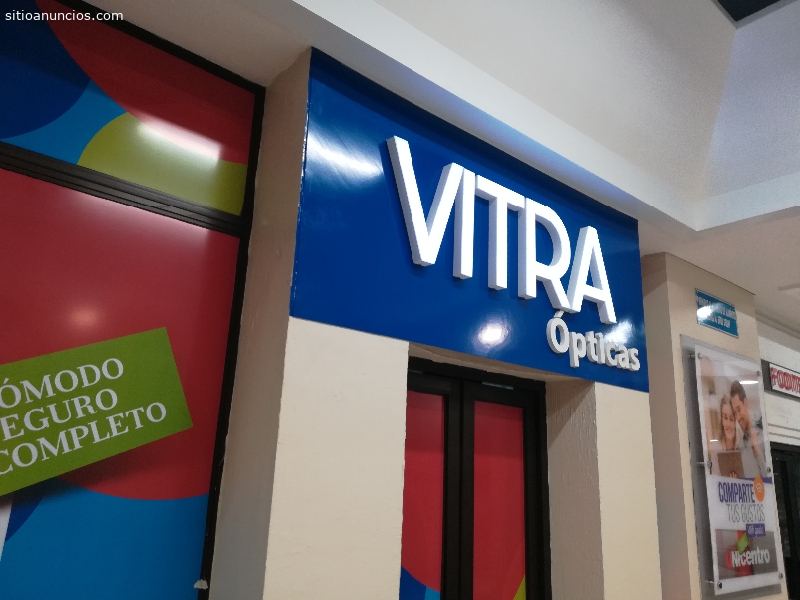 sitioanuncios.com
VITRA
Ópticas
ÓMODO
EGURO
COMPLETO
COMPARTE
TUS GUSTOS
Nicentro